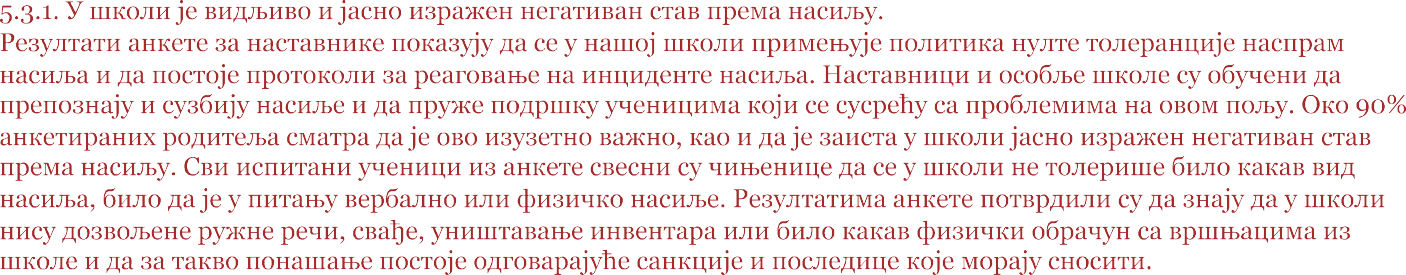 5.3.1. У школи је видљиво и јасно изражен негативан став према насиљу.
Резултати анкете за наставнике показују да се у нашој школи примењује политика нулте толеранције наспрам
насиља и да постоје протоколи за реаговање на инциденте насиља. Наставници и особље школе су обучени да
препознају и сузбију насиље и да пруже подршку ученицима који се сусрећу са проблемима на овом пољу. Око 90%
анкетираних родитеља сматра да је ово изузетно важно, као и да је заиста у школи јасно изражен негативан став
према насиљу. Сви испитани ученици из анкете свесни су чињенице да се у школи не толерише било какав вид
насиља, било да је у питању вербално или физичко насиље. Резултатима анкете потврдили су да знају да у школи
нису дозвољене ружне речи, свађе, уништавање инвентара или било какав физички обрачун са вршњацима из
школе и да за такво понашање постоје одговарајуће санкције и последице које морају сносити.